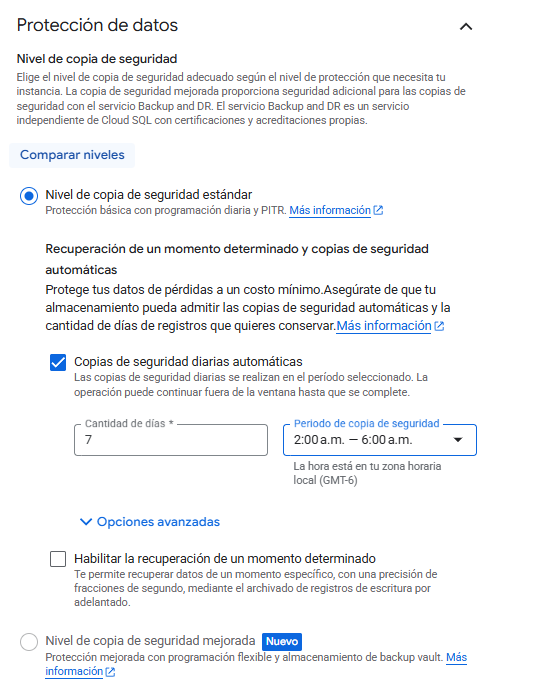 Protección de datos
Nivel de copia de seguridad
Elige el nivel de copia de seguridad adecuado según el nivel de protección que necesita tu
instancia. La copia de seguridad mejorada proporciona seguridad adicional para las copias de
seguridad con el servicio Backup and DR. El servicio Backup and DR es un servicio
independiente de Cloud SQL con certificaciones y acreditaciones propias.
Comparar niveles
Nivel de copia de seguridad estándar
Protección básica con programación diaria y PITR. Más información
Recuperación de un momento determinado y copias de seguridad
automáticas
Protege tus datos de pérdidas a un costo mínimo.Asegúrate de que tu
almacenamiento pueda admitir las copias de seguridad automáticas y la
cantidad de días de registros que quieres conservar.Más información
Copias de seguridad diarias automáticas
Las copias de seguridad diarias se realizan en el período seleccionado. La
operación puede continuar fuera de la ventana hasta que se complete.
Cantidad de días *
7
Periodo de copia de seguridad
2:00 a.m. — 6:00 a.m.
La hora está en tu zona horaria
local (GMT-6)
Opciones avanzadas
Habilitar la recuperación de un momento determinado
Te permite recuperar datos de un momento específico, con una precisión de
fracciones de segundo, mediante el archivado de registros de escritura por
adelantado.
Nivel de copia de seguridad mejorada Nuevo
Protección mejorada con programación flexible y almacenamiento de backup vault. Más
información